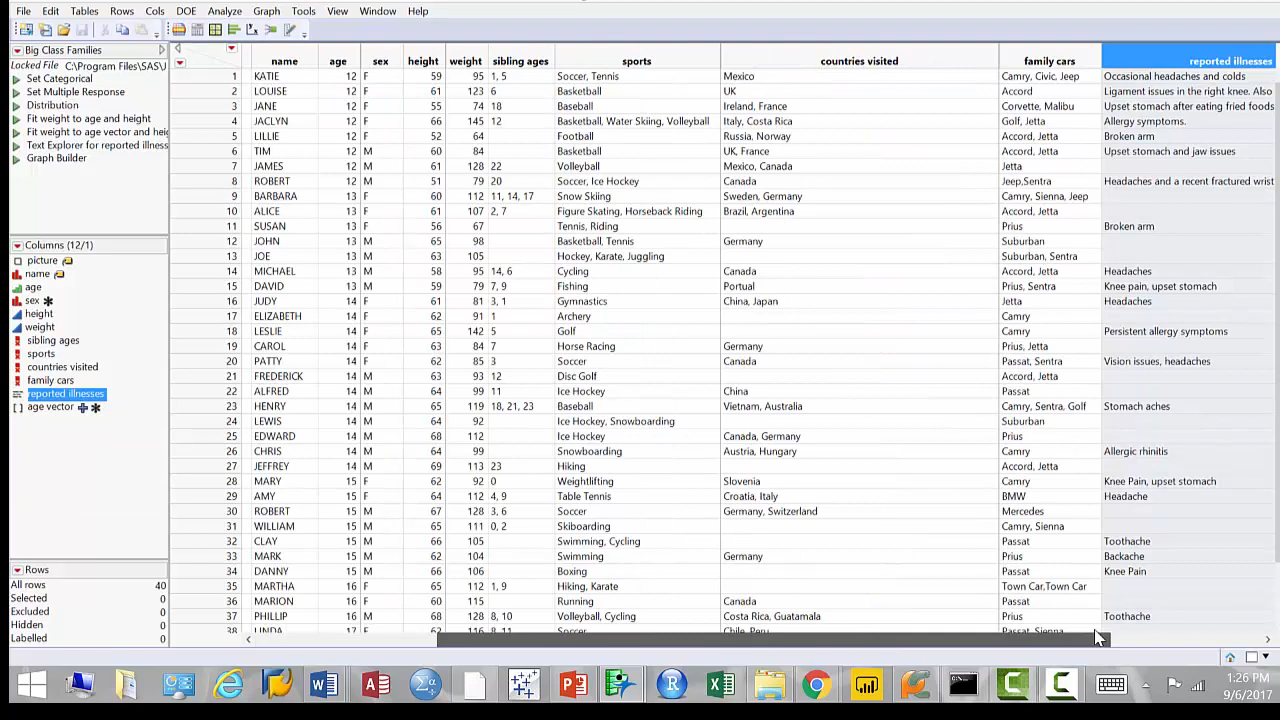 File Edit Tables Rows Cols DOE Analyze Graph Tools View Window Help
Big Class Families
Locked File C:\Program Files\SAS\J
Set Categorical
Set Multiple Response
Distribution
Fit weight to age and height
Fit weight to age vector and heig
Text Explorer for reported illness
Graph Builder
Columns (12/1)
picture
name
age
sex
height
weight
sibling ages
sports
countries visited
family cars
reported illnesses
age vector
Rows
All rows 40
Selected 0
Excluded 0
Hidden 0
Labelled 0
name age sex height weight sibling ages sports countries visited family cars reported illnesses
1 KATIE 12 F 59 95 1, 5 Soccer, Tennis Mexico Camry, Civic, Jeep Occasional headaches and colds
2 LOUISE 12 F 61 123 6 Basketball UK Accord Ligament issues in the right knee. Also
3 JANE 12 F 55 74 18 Baseball Ireland, France Corvette, Malibu Upset stomach after eating fried foods
4 JACLYN 12 F 66 145 12 Basketball, Water Skiing, Volleyball Italy, Costa Rica Golf, Jetta Allergy symptoms.
5 LILLIE 12 F 52 64 Football Russia, Norway Accord, Jetta Broken arm
6 TIM 12 M 60 84 Basketball UK, France Accord, Jetta Upset stomach and jaw issues
7 JAMES 12 M 61 128 22 Volleyball Mexico, Canada Jetta
8 ROBERT 12 M 51 79 20 Soccer, Ice Hockey Canada Jeep,Sentra Headaches and a recent fractured wrist
9 BARBARA 13 F 60 112 11, 14, 17 Snow Skiing Sweden, Germany Camry, Sienna, Jeep
10 ALICE 13 F 61 107 2, 7 Figure Skating, Horseback Riding Brazil, Argentina Accord, Jetta
11 SUSAN 13 F 56 67 Tennis, Riding Prius Broken arm
12 JOHN 13 M 65 98 Basketball, Tennis Germany Suburban
13 JOE 13 M 63 105 Hockey, Karate, Juggling Suburban, Sentra
14 MICHAEL 13 M 58 95 14, 6 Cycling Canada Accord, Jetta Headaches
15 DAVID 13 M 59 79 7, 9 Fishing Portual Prius, Sentra Knee pain, upset stomach
16 JUDY 14 F 61 81 3, 1 Gymnastics China, Japan Jetta Headaches
17 ELIZABETH 14 F 62 91 1 Archery Camry
18 LESLIE 14 F 65 142 5 Golf Camry Persistent allergy symptoms
19 CAROL 14 F 63 84 7 Horse Racing Germany Prius, Jetta
20 PATTY 14 F 62 85 3 Soccer Canada Passat, Sentra Vision issues, headaches
21 FREDERICK 14 M 63 93 12 Disc Golf Accord, Jetta
22 ALFRED 14 M 64 99 11 Ice Hockey China Passat
23 HENRY 14 M 65 119 18, 21, 23 Baseball Vietnam, Australia Camry, Sentra, Golf Stomach aches
24 LEWIS 14 M 64 92 Ice Hockey, Snowboarding Suburban
25 EDWARD 14 M 68 112 Ice Hockey Canada, Germany Prius
26 CHRIS 14 M 64 99 Snowboarding Austria, Hungary Camry Allergic rhinitis
27 JEFFREY 14 M 69 113 23 Hiking Accord, Jetta
28 MARY 15 F 62 92 0 Weightlifting Slovenia Camry Knee Pain, upset stomach
29 AMY 15 F 64 112 4, 9 Table Tennis Croatia, Italy BMW Headache
30 ROBERT 15 M 67 128 3, 6 Soccer Germany, Switzerland Mercedes
31 WILLIAM 15 M 65 111 0, 2 Skiboarding Camry, Sienna
32 CLAY 15 M 66 105 Swimming, Cycling Passat Toothache
33 MARK 15 M 62 104 Swimming Germany Prius Backache
34 DANNY 15 M 66 106 Boxing Passat Knee Pain
35 MARTHA 16 F 65 112 1, 9 Hiking, Karate Town Car,Town Car
36 MARION 16 F 60 115 Running Canada Passat
37 PHILLIP 16 M 68 128 8, 10 Volleyball, Cycling Costa Rica, Guatamala Prius Toothache
38 LINDA 17 F 62 116 8, 11 Soccer Chile, Peru Passat, Sienna
1:26 PM
9/6/2017